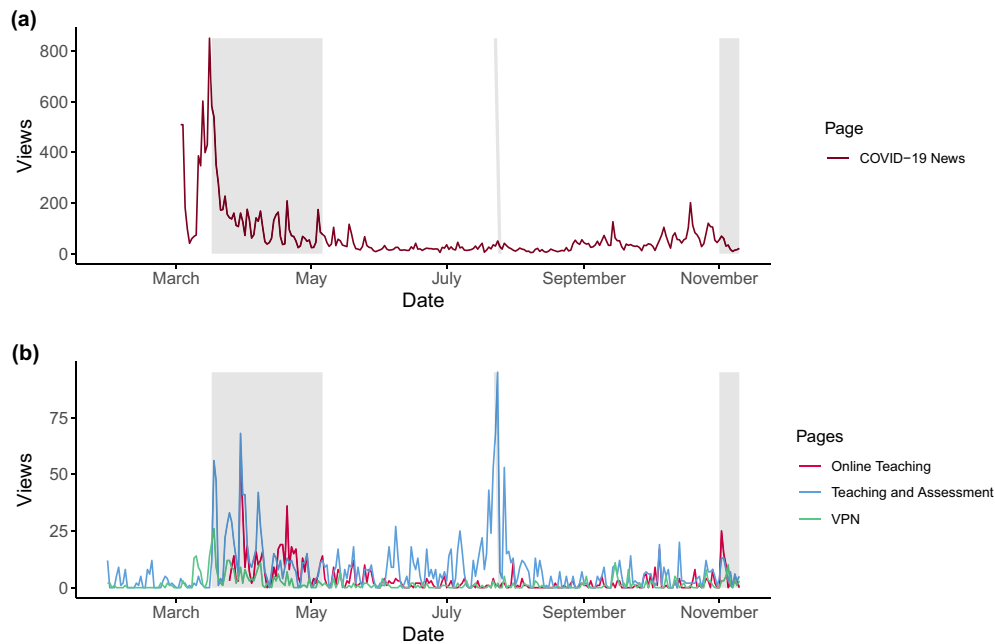 (a)
800
600
400
200
0
Views
March
May
July
September
November
Date
Page
COVID−19 News
(b)
75
50
25
0
Views
March
May
July
September
November
Date
Pages
Online Teaching
Teaching and Assessment
VPN